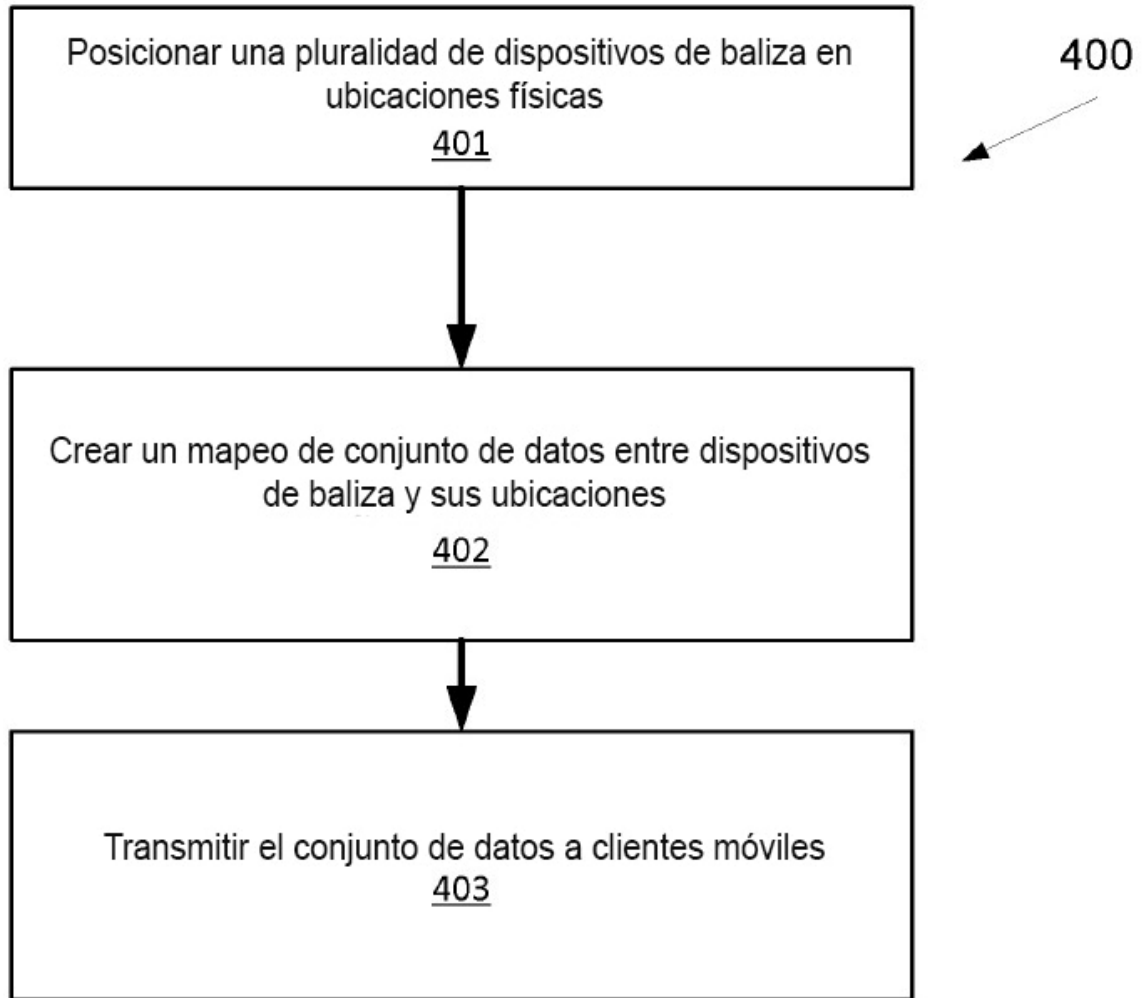 Posicionar una pluralidad de dispositivos de baliza en
ubicaciones físicas
401
400
Crear un mapeo de conjunto de datos entre dispositivos
de baliza y sus ubicaciones
402
Transmitir el conjunto de datos a clientes móviles
403